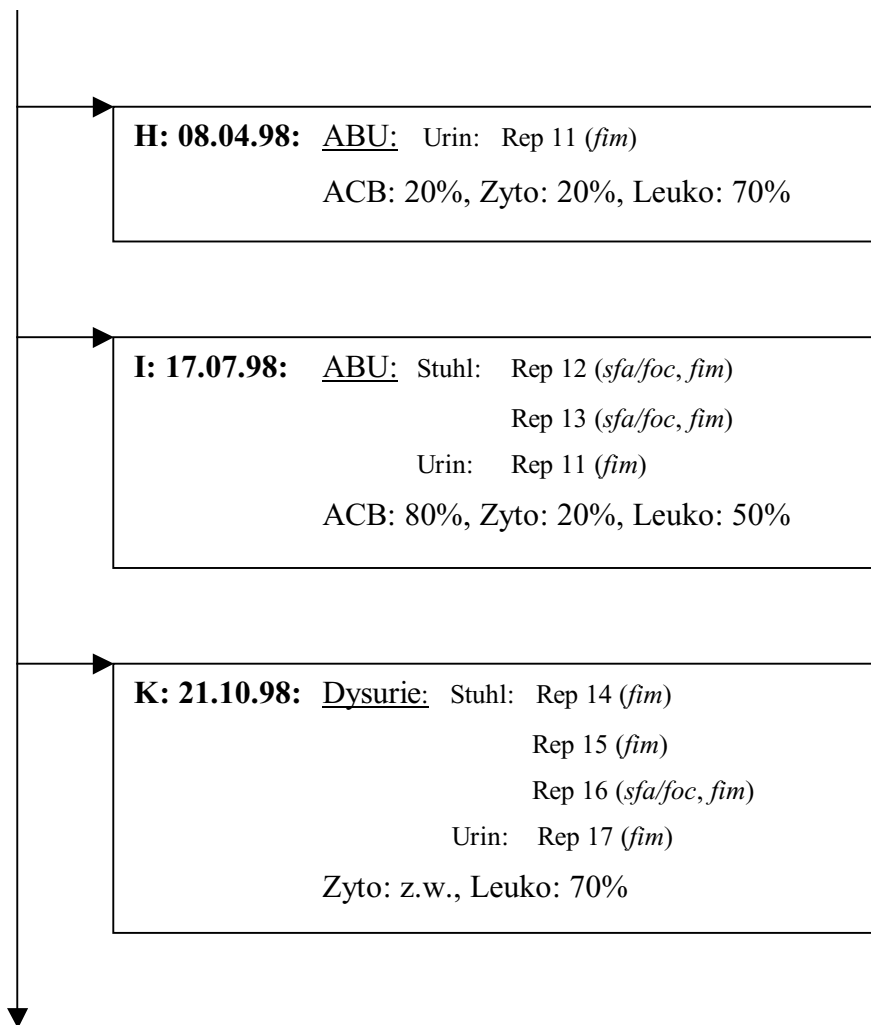 H: 08.04.98: ABU: Urin: Rep 11 (fim)
ACB: 20%, Zyto: 20%, Leuko: 70%
I: 17.07.98: ABU: Stuhl: Rep 12 (sfa/foc, fim)
Rep 13 (sfa/foc, fim)
Urin: Rep 11 (fim)
ACB: 80%, Zyto: 20%, Leuko: 50%
K: 21.10.98: Dysurie: Stuhl: Rep 14 (fim)
Rep 15 (fim)
Rep 16 (sfa/foc, fim)
Urin: Rep 17 (fim)
Zyto: z.w., Leuko: 70%